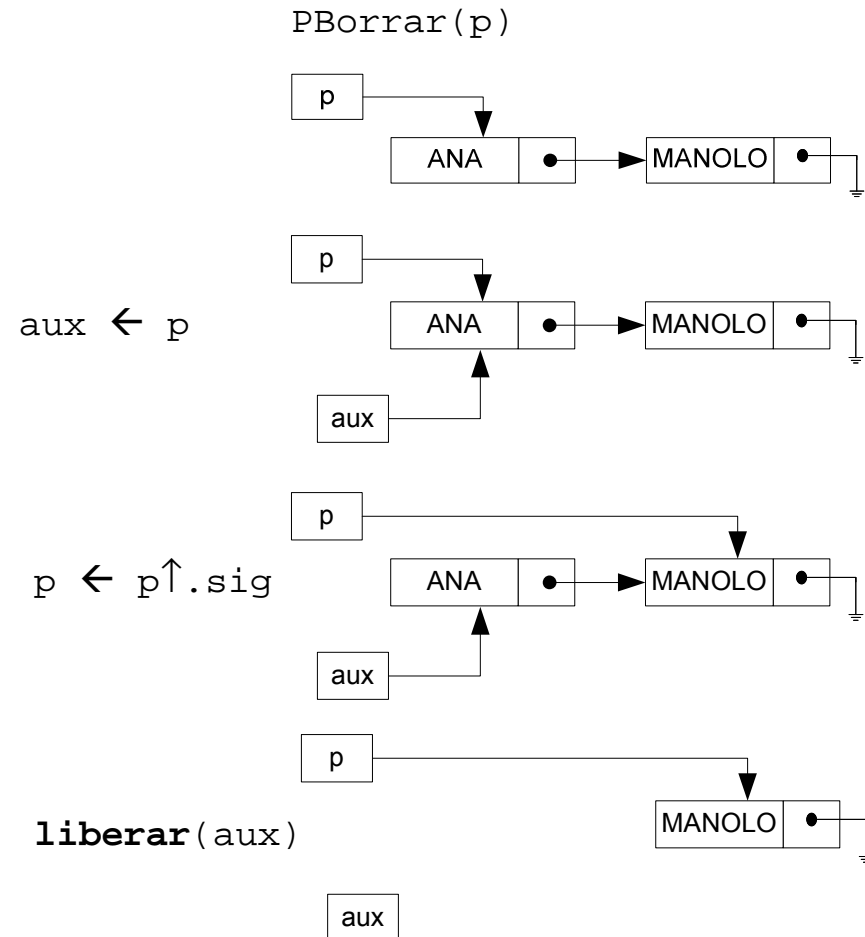 PBorrar(p)
p
ANA MANOLO
p
aux ← p ANA MANOLO
aux
p
p ← p↑.sig ANA MANOLO
aux
p
liberar(aux) MANOLO
aux